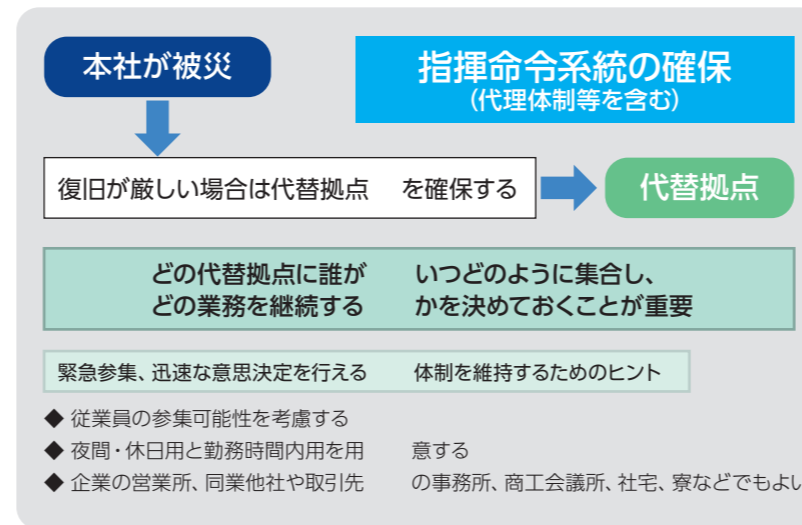 本社が被災
指揮命令系統の確保
(代理体制等を含む)
復旧が厳しい場合は代替拠点 を確保する
代替拠点
どの代替拠点に誰が いつどのように集合し、
どの業務を継続する かを決めておくことが重要
緊急参集、迅速な意思決定を行える 体制を維持するためのヒント
◆ 従業員の参集可能性を考慮する
◆ 夜間・休日用と勤務時間内用を用 意する
◆ 企業の営業所、同業他社や取引先 の事務所、商工会議所、社宅、寮などでもよい